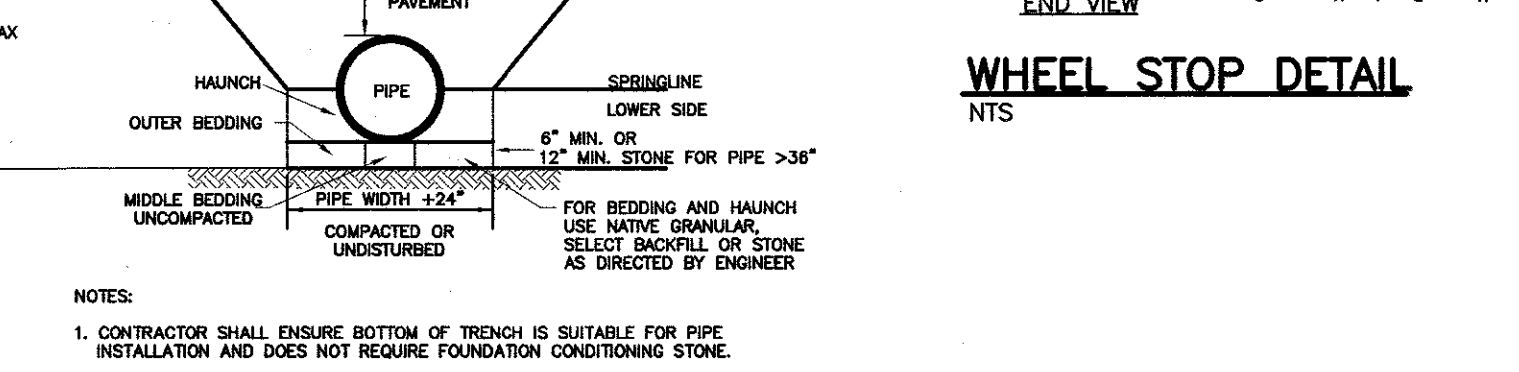 PAVEMENT
AX
HAUNCH
PIPE
SPRINGLINE
LOWER SIDE
OUTER BEDDING
6" MIN. OR
12" MIN. STONE FOR PIPE >36"
MIDDLE BEDDING
UNCOMPACTED
PIPE WIDTH +24"
COMPACTED OR
UNDISTURBED
FOR BEDDING AND HAUNCH
USE NATIVE GRANULAR,
SELECT BACKFILL OR STONE
AS DIRECTED BY ENGINEER
NOTES:
1. CONTRACTOR SHALL ENSURE BOTTOM OF TRENCH IS SUITABLE FOR PIPE
INSTALLATION AND DOES NOT REQUIRE FOUNDATION CONDITIONING STONE.
END VIEW
WHEEL STOP DETAIL
NTS